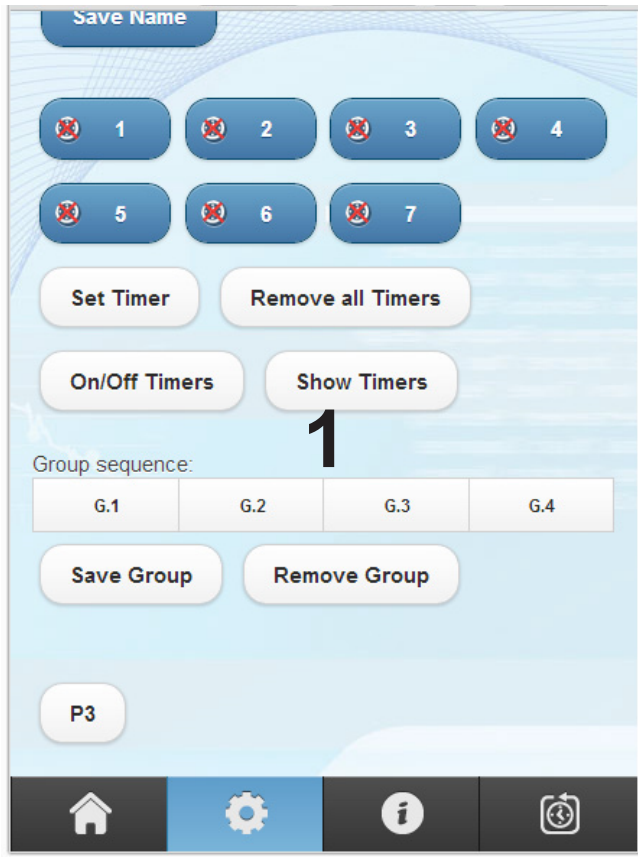 Save Name
1 2 3 4
5 6 7
Set Timer Remove all Timers
On/Off Timers Show Timers
1
Group sequence:
G.1 G.2 G.3 G.4
Save Group Remove Group
P3
i